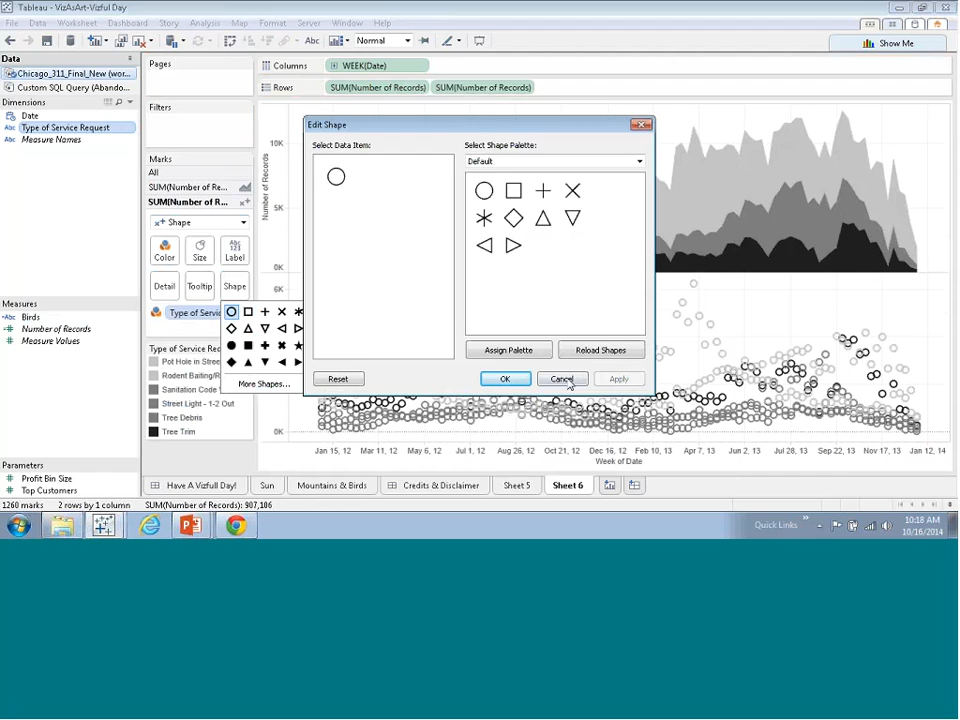 Tableau - VizAsArt-Vizful Day
File Data Worksheet Dashboard Story Analysis Map Format Server Window Help
Abc Normal Show Me
Data
Chicago_311_Final_New (wor...
Custom SQL Query (Abando...
Dimensions
Date
Abc Type of Service Request
Abc Measure Names
Measures
Birds
Number of Records
Measure Values
Parameters
Profit Bin Size
Top Customers
Pages
Filters
Marks
All
SUM(Number of Re...
SUM(Number of R...
Shape
Color Size Abc 123 Label
Detail Tooltip Shape
Type of Servic
More Shapes...
Type of Service Rec
Pot Hole in Stree
Rodent Baiting/R
Sanitation Code
Street Light - 1-2 Out
Tree Debris
Tree Trim
Columns WEEK(Date)
Rows SUM(Number of Records) SUM(Number of Records)
Edit Shape
Select Data Item:
Select Shape Palette:
Default
Assign Palette Reload Shapes
Reset OK Cancel Apply
Number of Records
10K
5K
0K
6K
0K
Jan 15, 12 Mar 11, 12 May 6, 12 Jul 1, 12 Aug 26, 12 Oct 21, 12 Dec 16, 12 Feb 10, 13 Jun 2, 13 Jul 28, 13 Sep 22, 13 Nov 17, 13 Jan 12, 14
Week of Date
Have A Vizful Day! Sun Mountains & Birds Credits & Disclaimer Sheet 5 Sheet 6
1260 marks 2 rows by 1 column SUM(Number of Records): 907,186
Quick Links
10:18 AM
10/16/2014